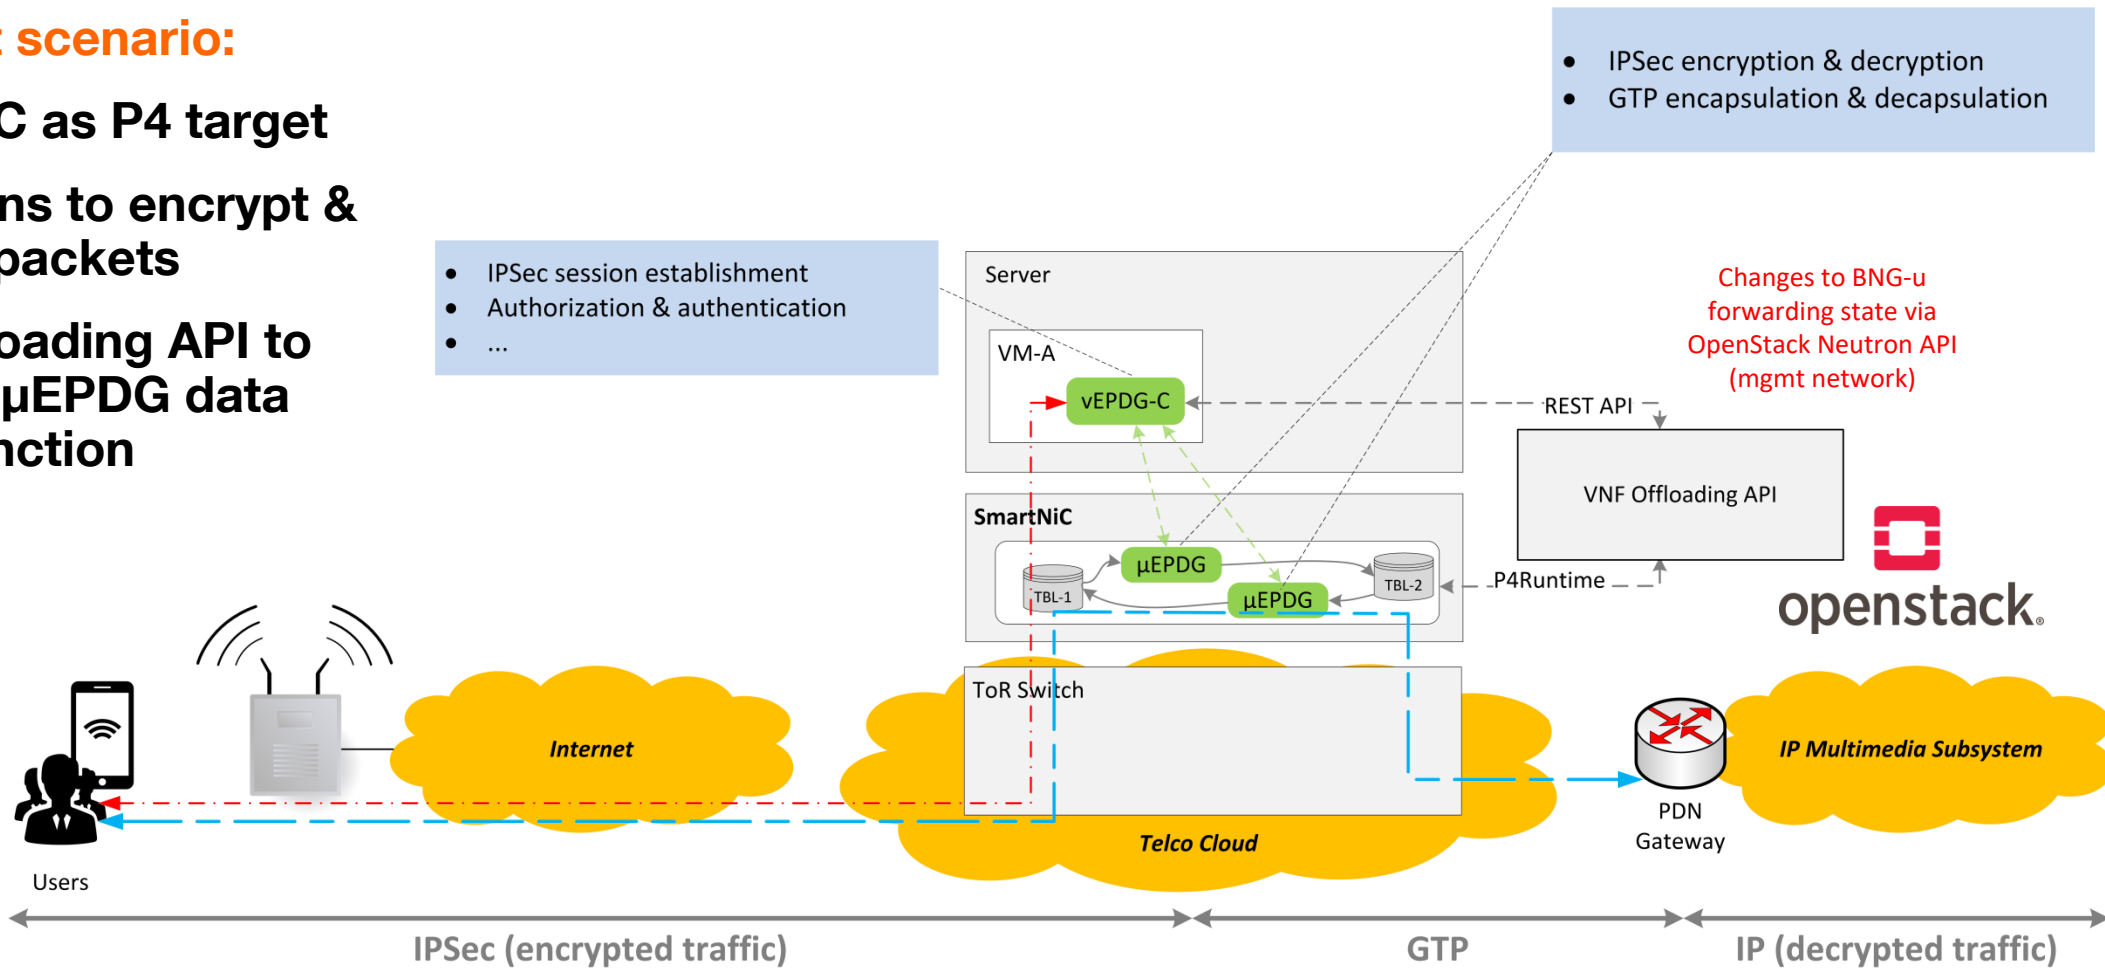 scenario:
as P4 target
to encrypt &
packets
API to
µEPDG data
• IPSec encryption & decryption
• GTP encapsulation & decapsulation
• IPSec session establishment
• Authorization & authentication
• ...
Server
VM-A
vEPDG-C
REST API
Changes to BNG-u
forwarding state via
OpenStack Neutron API
(mgmt network)
VNF Offloading API
SmartNiC
µEPDG
TBL-1
µEPDG
TBL-2
P4Runtime
openstack.
ToR Switch
Internet
Telco Cloud
IP Multimedia Subsystem
PDN
Gateway
Users
IPSec (encrypted traffic)
GTP
IP (decrypted traffic)